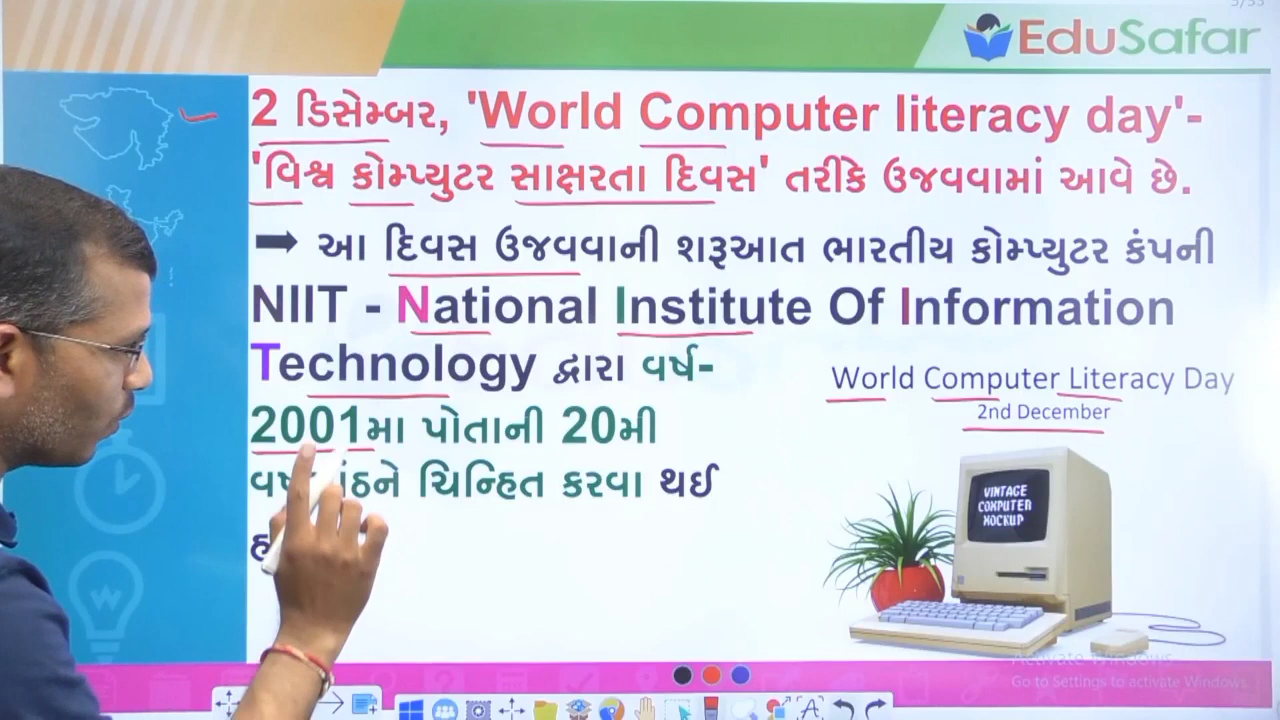 5/33
EduSafar
2 ડિસેમ્બર, 'World Computer literacy day'-
'વિશ્વ કોમ્પ્યુટર સાક્ષરતા દિવસ' તરીકે ઉજવવામાં આવે છે.
➡ આ દિવસ ઉજવવાની શરૂઆત ભારતીય કોમ્પ્યુટર કંપની
NIIT - National Institute Of Information
Technology દ્વારા વર્ષ-
2001મા પોતાની 20મી
ચિન્હિત કરવા થઈ
World Computer Literacy Day
2nd December
VINTAGE
COMPUTER
MOCKUP
Activate Windows
Go to Settings to activate Windows.